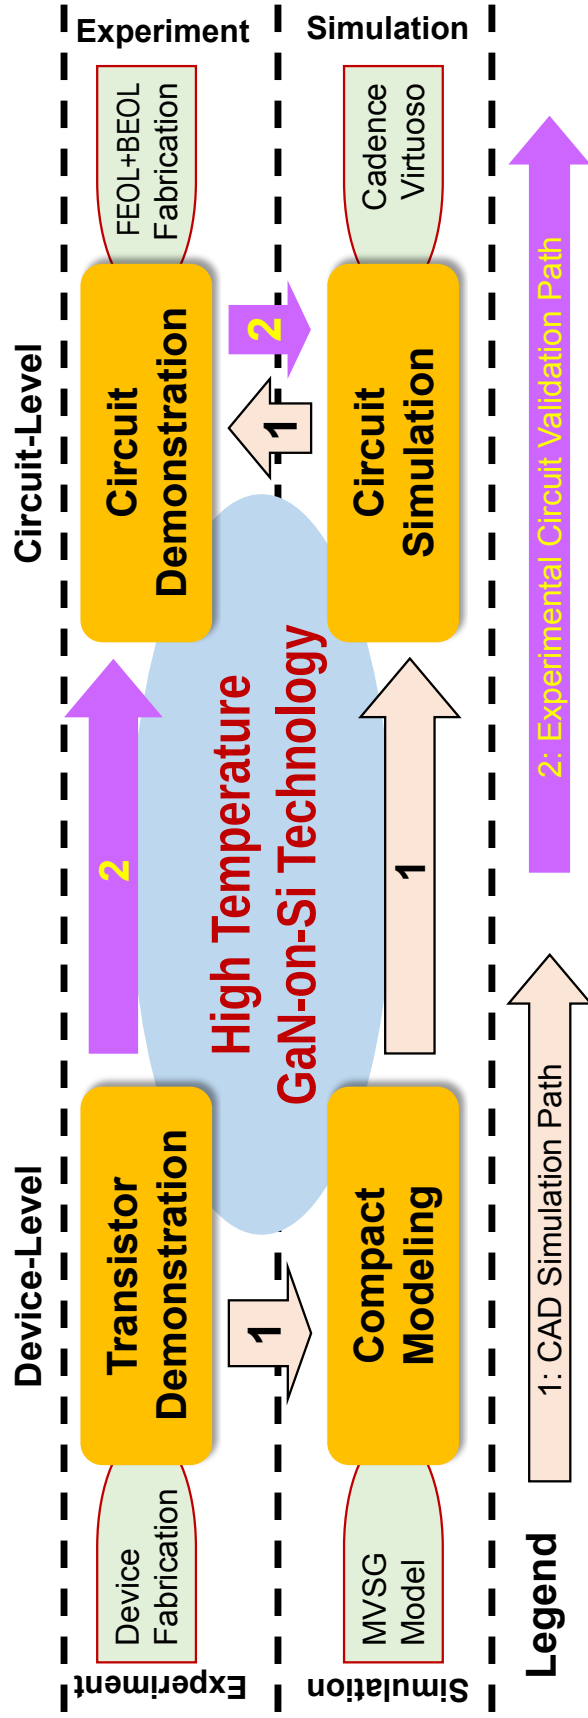 Device-Level
Circuit-Level
Experiment
Device
Fabrication
Transistor
Demonstration
2
Circuit
Demonstration
FEOL+BEOL
Fabrication
Experiment
1
High Temperature
GaN-on-Si Technology
1
2
Simulation
MVSG
Model
Compact
Modeling
1
Circuit
Simulation
Cadence
Virtuoso
Simulation
Legend
1: CAD Simulation Path
2: Experimental Circuit Validation Path